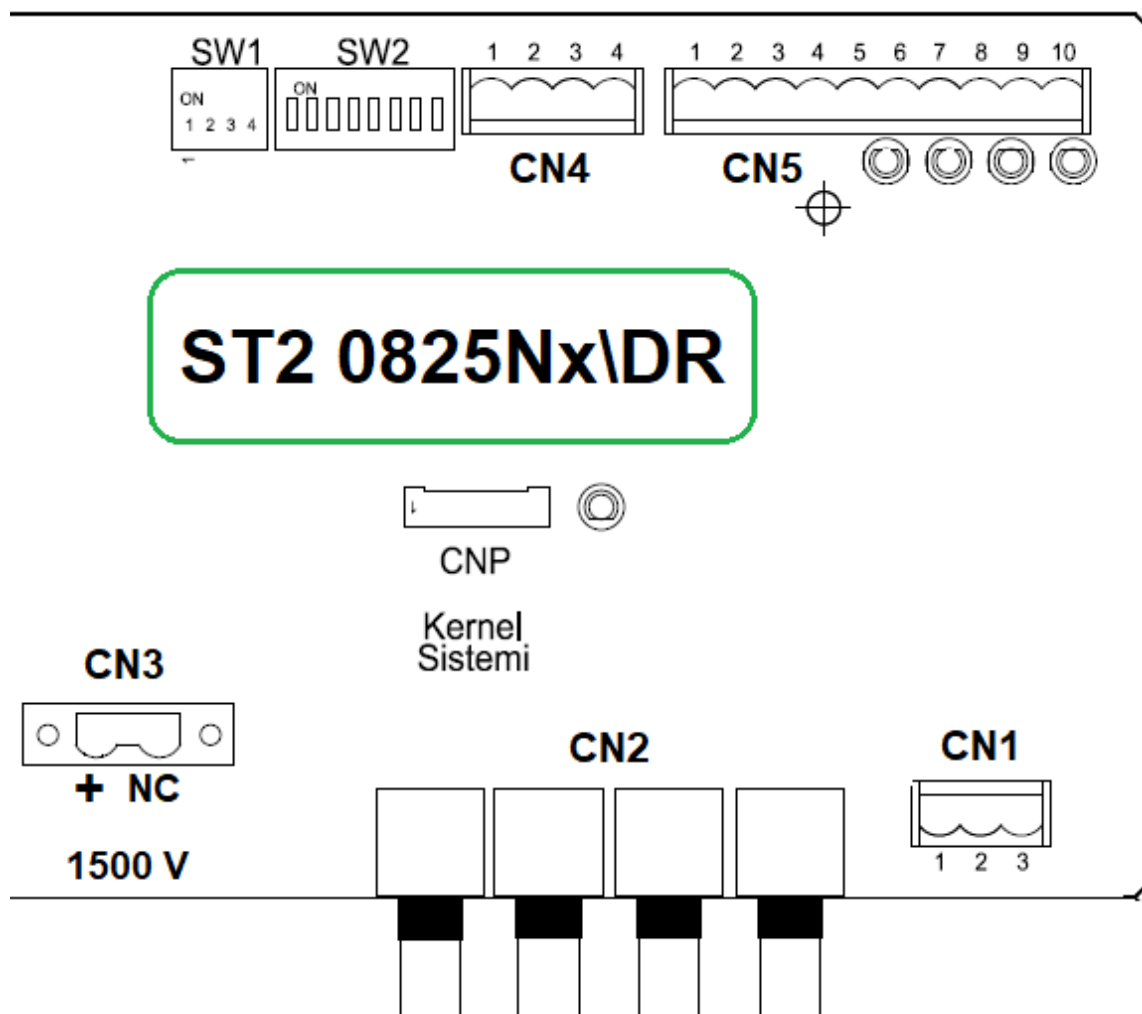 SW1 SW2 1 2 3 4 1 2 3 4 5 6 7 8 9 10
ON ON
1 2 3 4
CN4 CN5
ST2 0825Nx\DR
1
CNP
Kernel
Sistemi
CN3
CN2 CN1
+ NC
1500 V
1 2 3